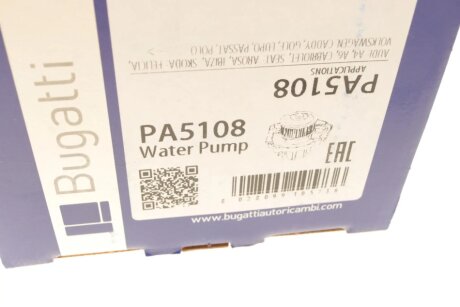 Bugatti
PA5108
APPLICATIONS
AUDI: A4, A6, CABRIOLET, SEAT: AROSA, IBIZA, SKODA: FELICIA,
VOLKSWAGEN: CADDY, GOLF, LUPO, PASSAT, POLO
PA5108
Water Pump
EAC
www.bugattiautoricambi.com